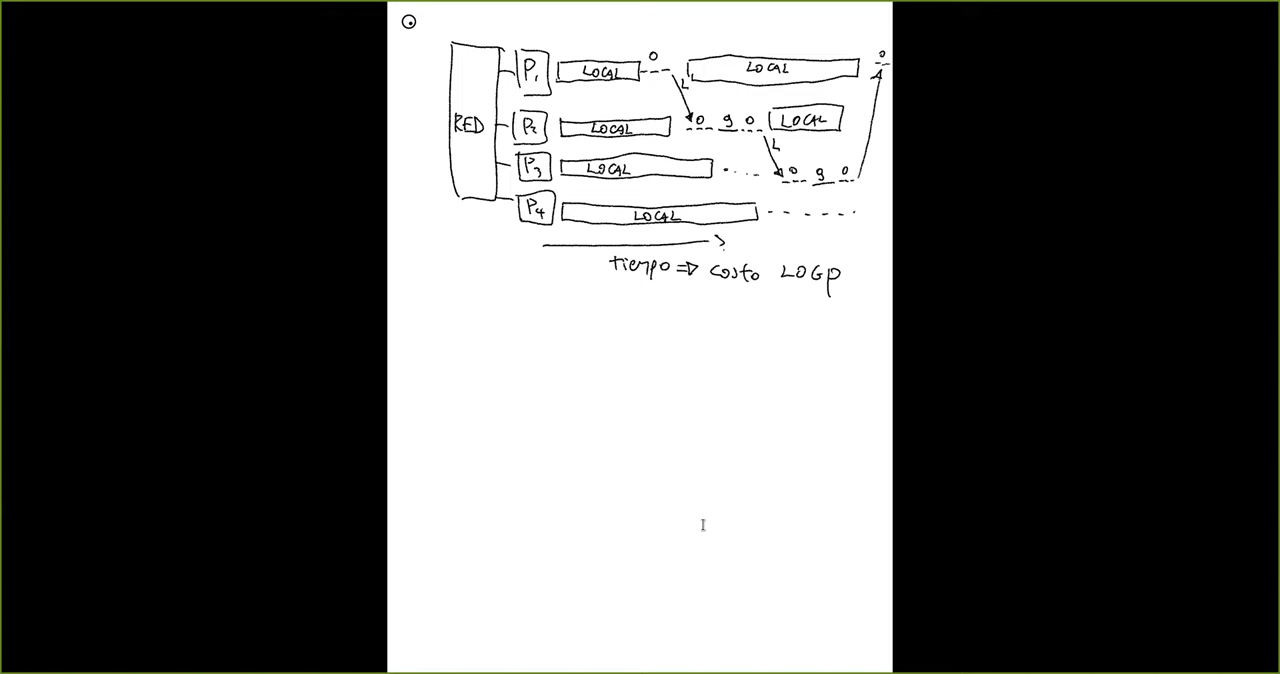 P1 LOCAL o LOCAL o
L
RED P2 LOCAL o g o LOCAL
L
P3 LOCAL o g o
P4 LOCAL
tiempo ⇒ costo LOGP